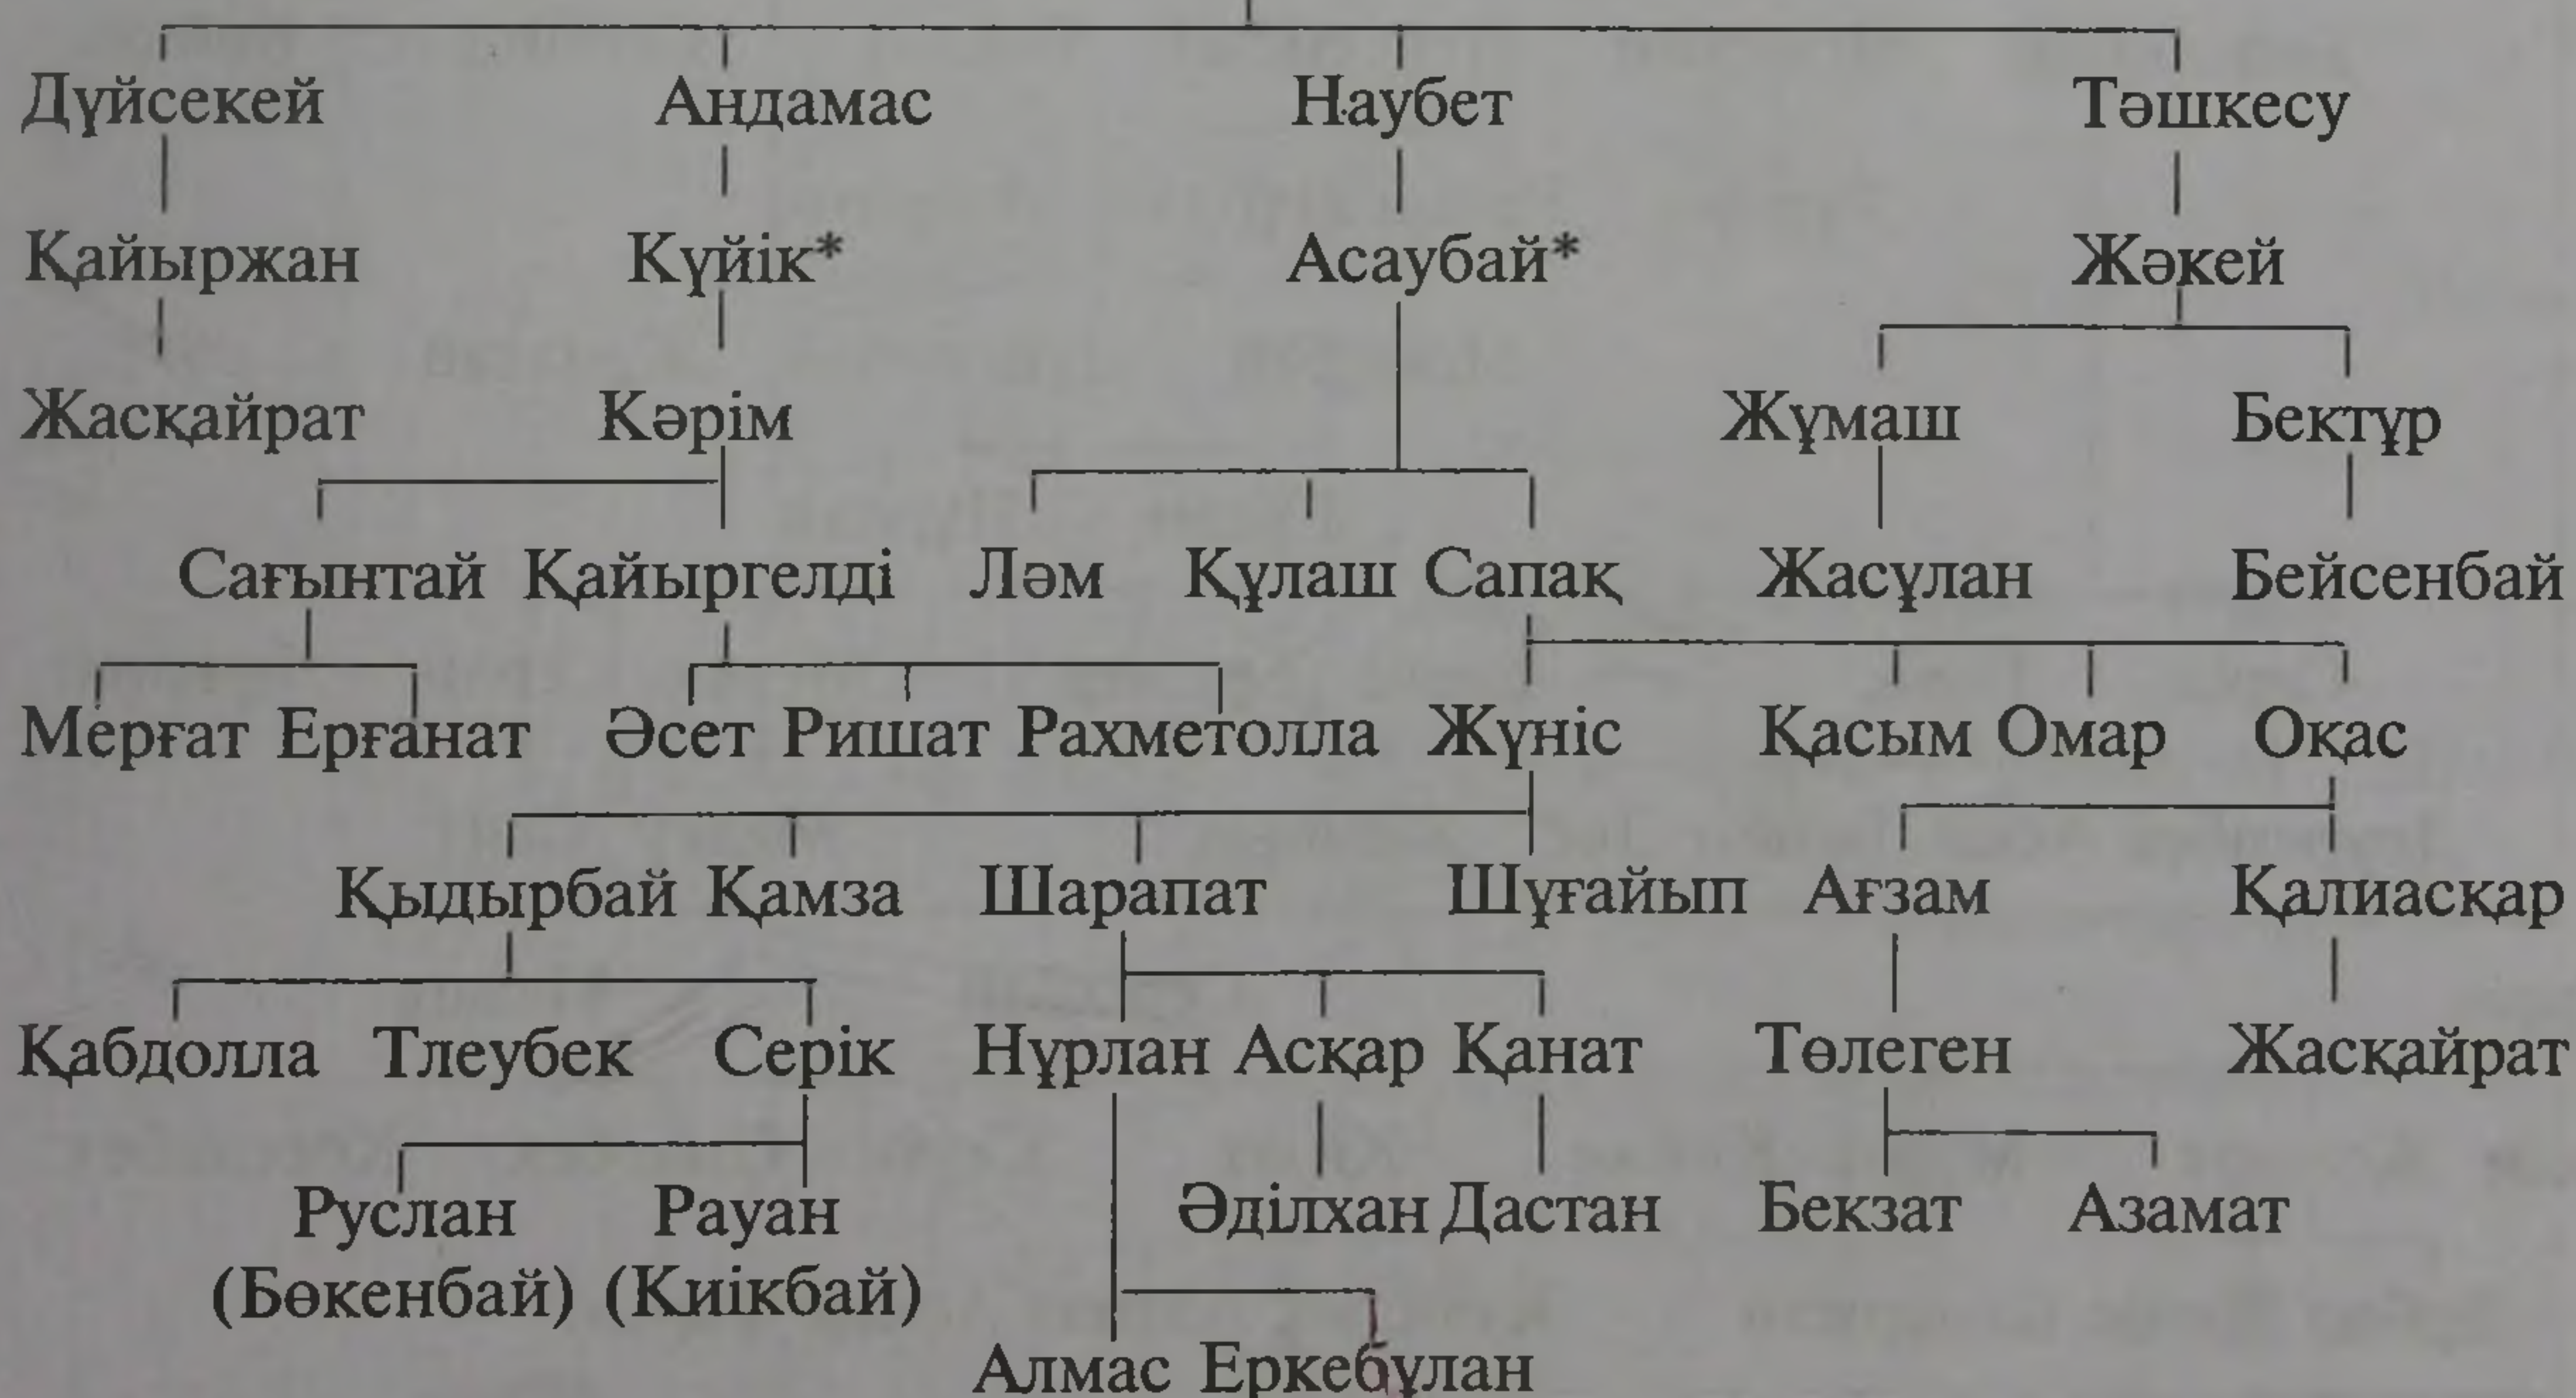 Дүйсекей Андамас Наубет Тәшкесу
Қайыржан Күйік* Асаубай* Жәкей
Жасқайрат Кәрім Жұмаш Бектұр
Сағынтай Қайыргелді Ләм Құлаш Сапақ Жасұлан Бейсенбай
Мерғат Ерғанат Әсет Ришат Рахметолла Жүніс Қасым Омар Оқас
Қыдырбай Қамза Шарапат Шұғайып Ағзам Қалиасқар
Қабдолла Тлеубек Серік Нұрлан Асқар Қанат Төлеген Жасқайрат
Руслан Рауан Әділхан Дастан Бекзат Азамат
(Бөкенбай) (Киікбай)
Алмас Еркебұлан